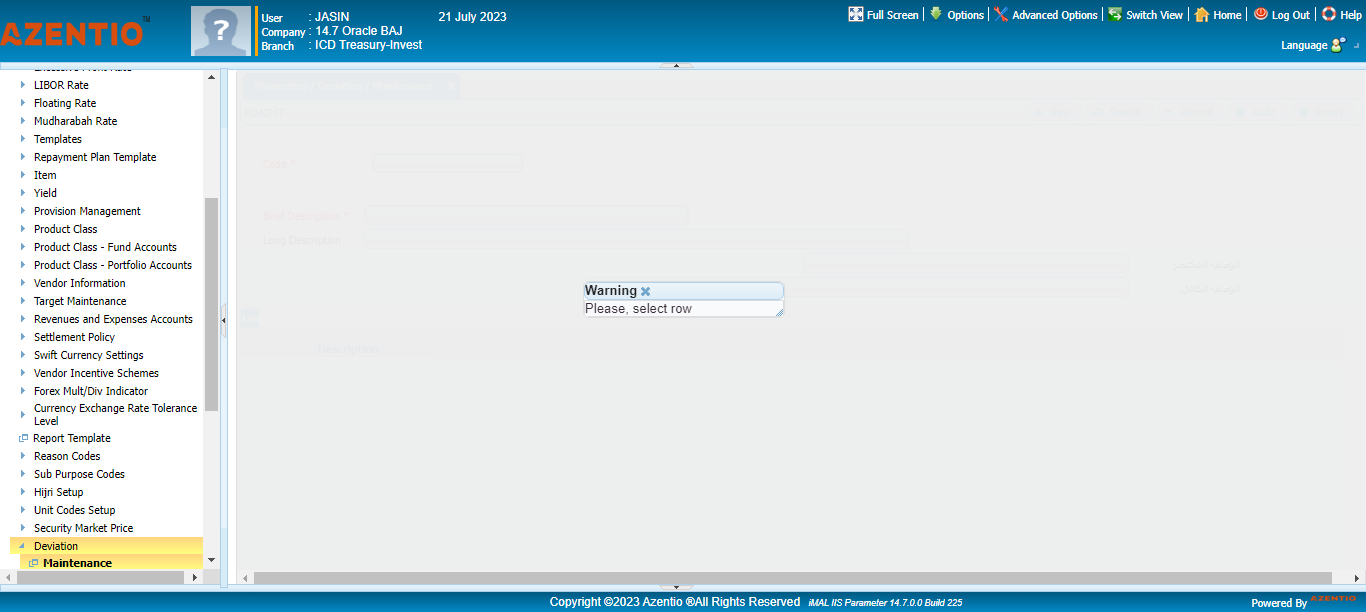 AZENTIO™
User : JASIN 21 July 2023
Company : 14.7 Oracle BAJ
Branch : ICD Treasury-Invest
Full Screen Options Advanced Options Switch View Home Log Out Help
Language
LIBOR Rate
Floating Rate
Mudharabah Rate
Templates
Repayment Plan Template
Item
Yield
Provision Management
Product Class
Product Class - Fund Accounts
Product Class - Portfolio Accounts
Vendor Information
Target Maintenance
Revenues and Expenses Accounts
Settlement Policy
Swift Currency Settings
Vendor Incentive Schemes
Forex Mult/Div Indicator
Currency Exchange Rate Tolerance
Level
Report Template
Reason Codes
Sub Purpose Codes
Hijri Setup
Unit Codes Setup
Security Market Price
Deviation
Maintenance
Code *
Brief Description *
Long Description
Description
Warning
Please, select row
Copyright ©2023 Azentio ®All Rights Reserved iMAL IIS Parameter 14.7.0.0 Build 225
Powered By AZENTIO